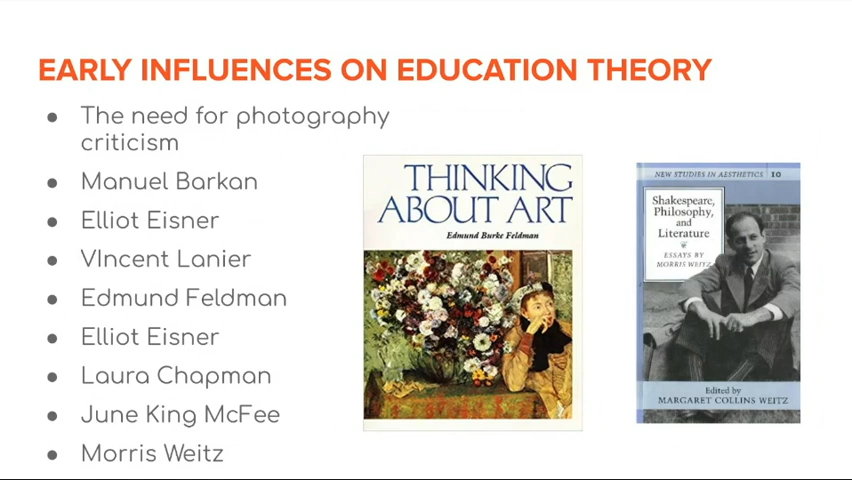 EARLY INFLUENCES ON EDUCATION THEORY
● The need for photography
criticism
● Manuel Barkan
● Elliot Eisner
● VIncent Lanier
● Edmund Feldman
● Elliot Eisner
● Laura Chapman
● June King McFee
● Morris Weitz
THINKING
ABOUT ART
Edmund Burke Feldman
NEW STUDIES IN AESTHETICS 10
Shakespeare,
Philosophy,
and
Literature
ESSAYS BY
MORRIS WEITZ
Edited by
MARGARET COLLINS WEITZ